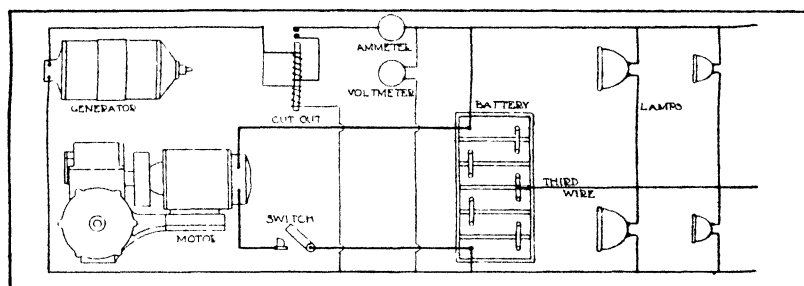 AMMETER
VOLTMETER
GENERATOR
CUT OUT
BATTERY
LAMPS
THIRD
WIRE
SWITCH
MOTOR